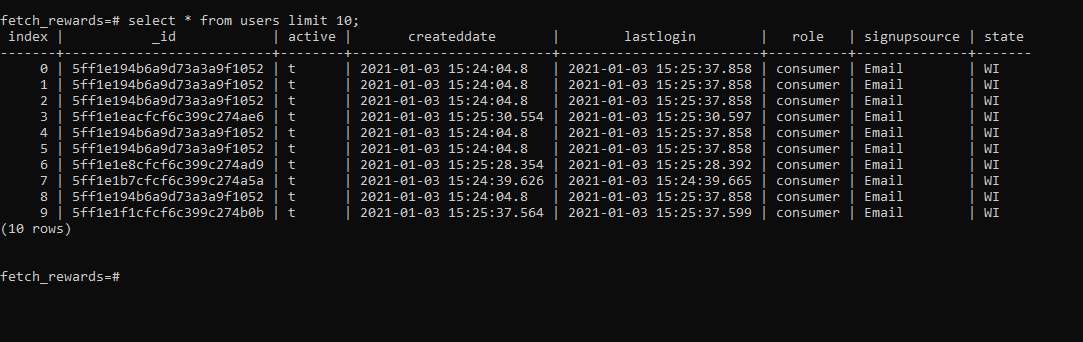 fetch_rewards=# select * from users limit 10;
 index |           _id            | active |       createddate       |        lastlogin        |   role   | signupsource | state
-------+--------------------------+--------+-------------------------+-------------------------+----------+--------------+-------
     0 | 5ff1e194b6a9d73a3a9f1052 | t      | 2021-01-03 15:24:04.8   | 2021-01-03 15:25:37.858 | consumer | Email        | WI
     1 | 5ff1e194b6a9d73a3a9f1052 | t      | 2021-01-03 15:24:04.8   | 2021-01-03 15:25:37.858 | consumer | Email        | WI
     2 | 5ff1e194b6a9d73a3a9f1052 | t      | 2021-01-03 15:24:04.8   | 2021-01-03 15:25:37.858 | consumer | Email        | WI
     3 | 5ff1e1eacfcf6c399c274ae6 | t      | 2021-01-03 15:25:30.554 | 2021-01-03 15:25:30.597 | consumer | Email        | WI
     4 | 5ff1e194b6a9d73a3a9f1052 | t      | 2021-01-03 15:24:04.8   | 2021-01-03 15:25:37.858 | consumer | Email        | WI
     5 | 5ff1e194b6a9d73a3a9f1052 | t      | 2021-01-03 15:24:04.8   | 2021-01-03 15:25:37.858 | consumer | Email        | WI
     6 | 5ff1e1e8cfcf6c399c274ad9 | t      | 2021-01-03 15:25:28.354 | 2021-01-03 15:25:28.392 | consumer | Email        | WI
     7 | 5ff1e1b7cfcf6c399c274a5a | t      | 2021-01-03 15:24:39.626 | 2021-01-03 15:24:39.665 | consumer | Email        | WI
     8 | 5ff1e194b6a9d73a3a9f1052 | t      | 2021-01-03 15:24:04.8   | 2021-01-03 15:25:37.858 | consumer | Email        | WI
     9 | 5ff1e1f1cfcf6c399c274b0b | t      | 2021-01-03 15:25:37.564 | 2021-01-03 15:25:37.599 | consumer | Email        | WI
(10 rows)
fetch_rewards=#